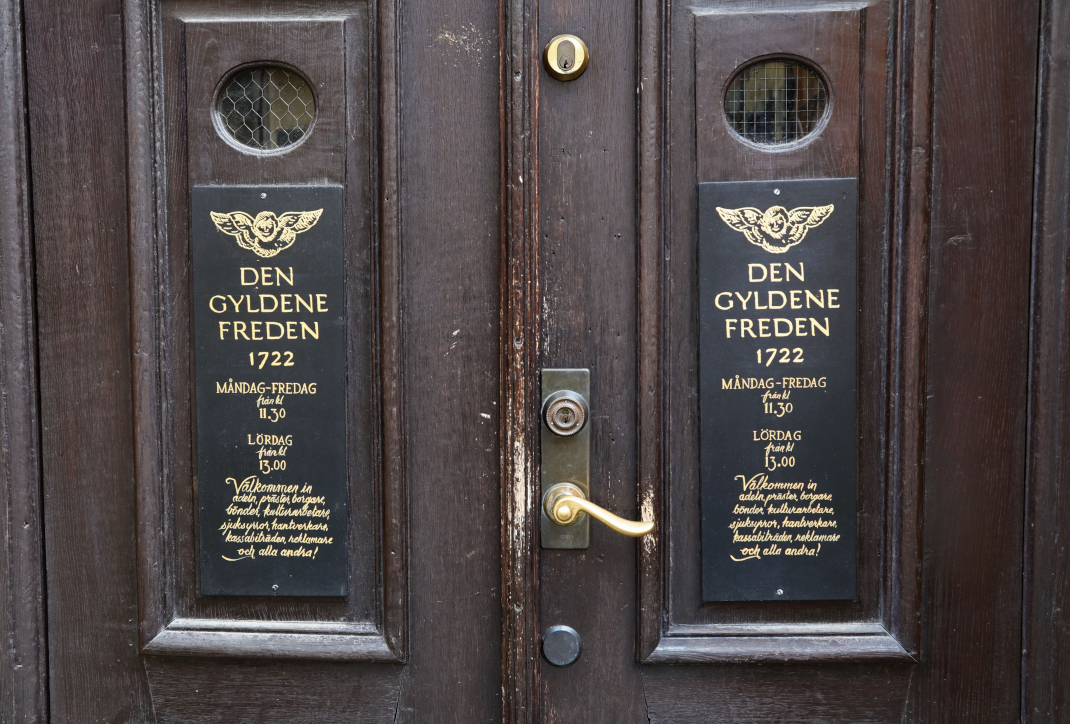 DEN
GYLDENE
FREDEN
1722
MÅNDAG-FREDAG
från kl
11.30
LÖRDAG
från kl
13.00
Välkommen in
adeln, präster, borgare,
bönder, kulturarbetare,
sjuksyrror, hantverkare,
kassabiträden, reklamare
och alla andra!
DEN
GYLDENE
FREDEN
1722
MÅNDAG-FREDAG
från kl
11.30
LÖRDAG
från kl
13.00
Välkommen in
adeln, präster, borgare,
bönder, kulturarbetare,
sjuksyrror, hantverkare,
kassabiträden, reklamare
och alla andra!